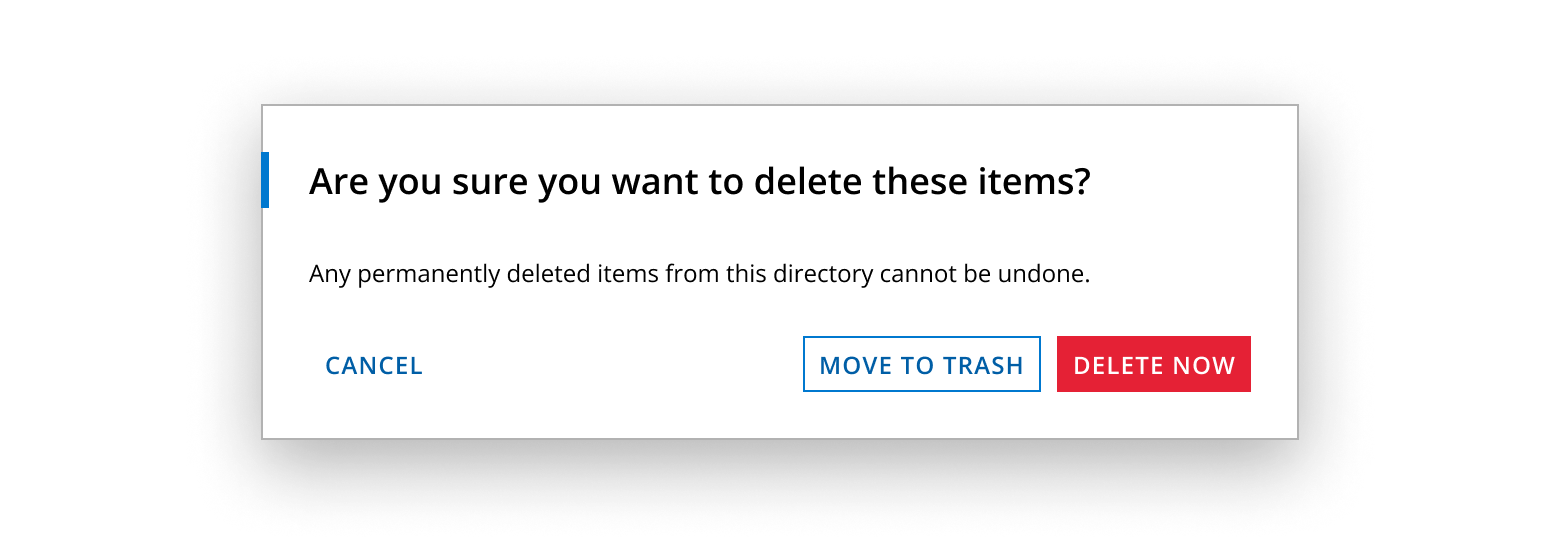 Are you sure you want to delete these items?
Any permanently deleted items from this directory cannot be undone.
CANCEL MOVE TO TRASH DELETE NOW